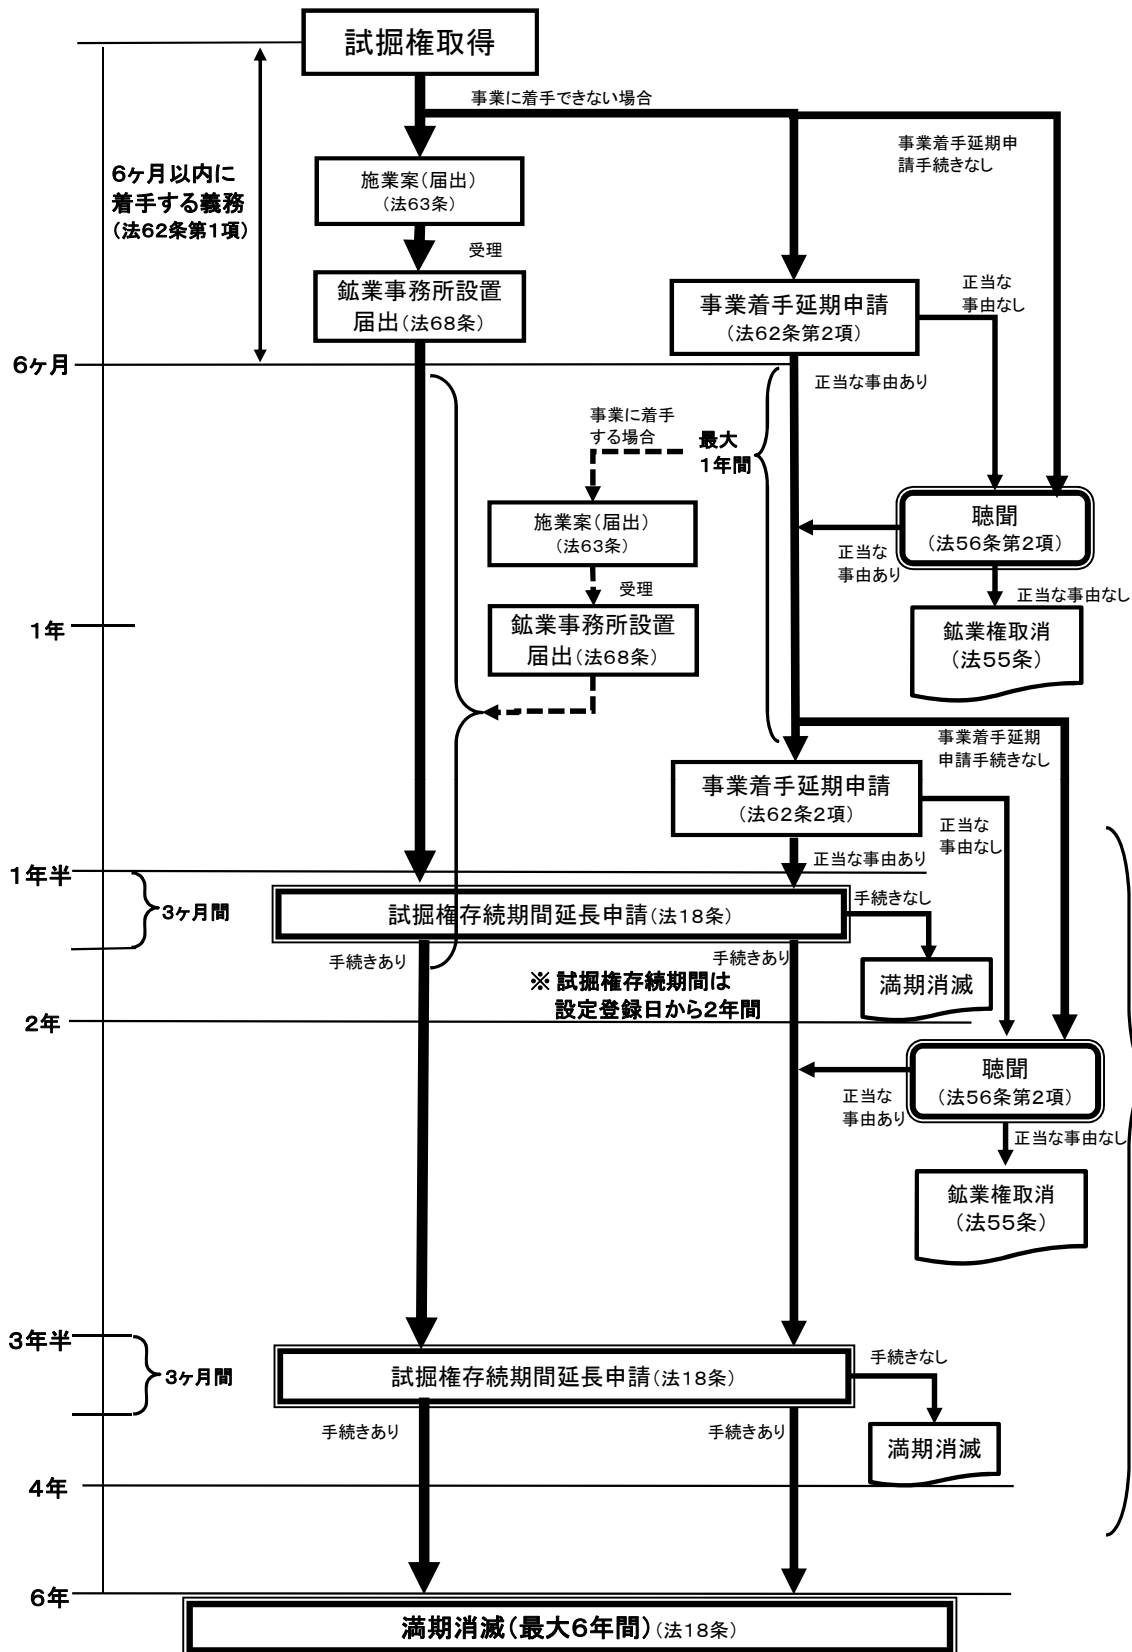 試掘権取得
事業に着手できない場合
事業着手延期申
請手続きなし
6ヶ月以内に
着手する義務
(法62条第1項)
施業案(届出)
(法63条)
受理
鉱業事務所設置
届出(法68条)
事業着手延期申請
(法62条第2項)
正当な
事由なし
6ヶ月
正当な事由あり
事業に着手
する場合
最大
1年間
施業案(届出)
(法63条)
聴聞
(法56条第2項)
正当な
事由あり
受理
正当な事由なし
鉱業事務所設置
届出(法68条)
1年
鉱業権取消
(法55条)
事業着手延期
申請手続きなし
事業着手延期申請
(法62条2項)
正当な
事由なし
正当な事由あり
1年半
3ヶ月間
試掘権存続期間延長申請(法18条)
手続きなし
手続きあり
手続きあり
満期消滅
※ 試掘権存続期間は
設定登録日から2年間
2年
聴聞
(法56条第2項)
正当な
事由あり
正当な事由なし
鉱業権取消
(法55条)
3年半
3ヶ月間
試掘権存続期間延長申請(法18条)
手続きなし
手続きあり
手続きあり
満期消滅
4年
6年
満期消滅(最大6年間)(法18条)